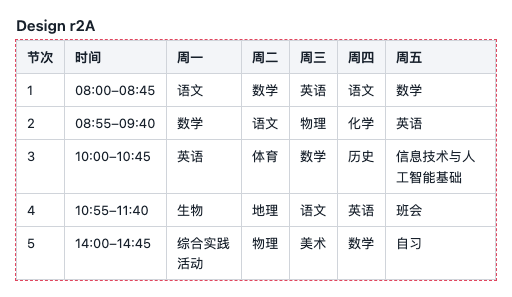 Design r2A
节次 时间 周一 周二 周三 周四 周五
1 08:00–08:45 语文 数学 英语 语文 数学
2 08:55–09:40 数学 语文 物理 化学 英语
3 10:00–10:45 英语 体育 数学 历史 信息技术与人
工智能基础
4 10:55–11:40 生物 地理 语文 英语 班会
5 14:00–14:45 综合实践 物理 美术 数学 自习
活动